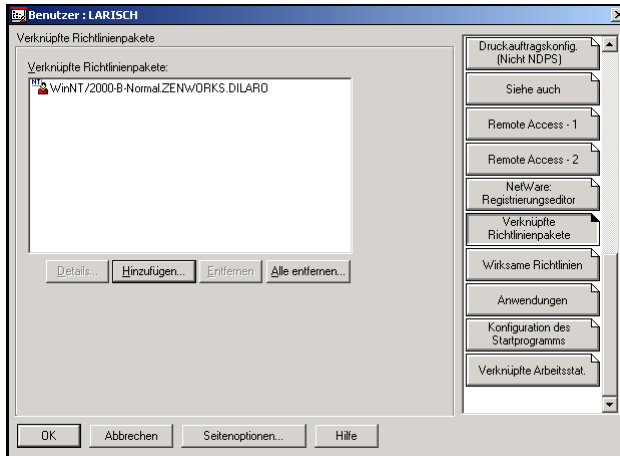 Benutzer : LARISCH
Verknüpfte Richtlinienpakete
Verknüpfte Richtlinienpakete:
NT
WinNT/2000-B-Normal.ZENWORKS.DILARO
Details...
Hinzufügen...
Entfernen
Alle entfernen...
Druckauftragskonfig.
(Nicht NDPS)
Siehe auch
Remote Access - 1
Remote Access - 2
NetWare:
Registrierungseditor
Verknüpfte
Richtlinienpakete
Wirksame Richtlinien
Anwendungen
Konfiguration des
Startprogramms
Verknüpfte Arbeitsstat.
OK
Abbrechen
Seitenoptionen...
Hilfe